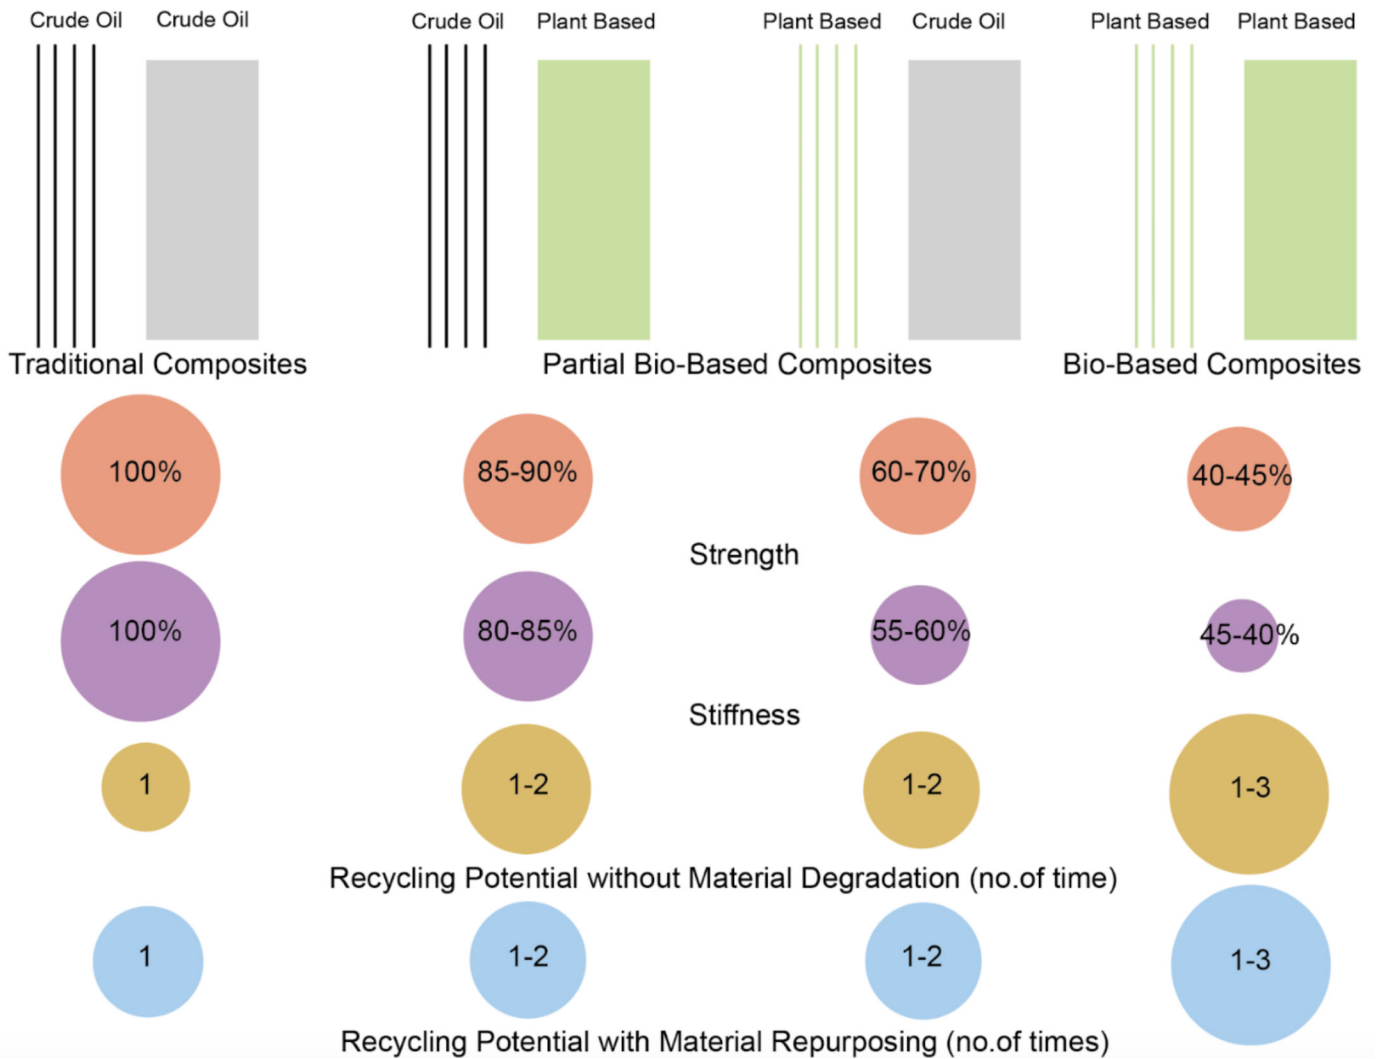 Crude Oil Crude Oil Crude Oil Plant Based Plant Based Crude Oil Plant Based Plant Based
Traditional Composites Partial Bio-Based Composites Bio-Based Composites
100% 85-90% 60-70% 40-45%
Strength
100% 80-85% 55-60% 45-40%
Stiffness
1 1-2 1-2 1-3
Recycling Potential without Material Degradation (no.of time)
1 1-2 1-2 1-3
Recycling Potential with Material Repurposing (no.of times)